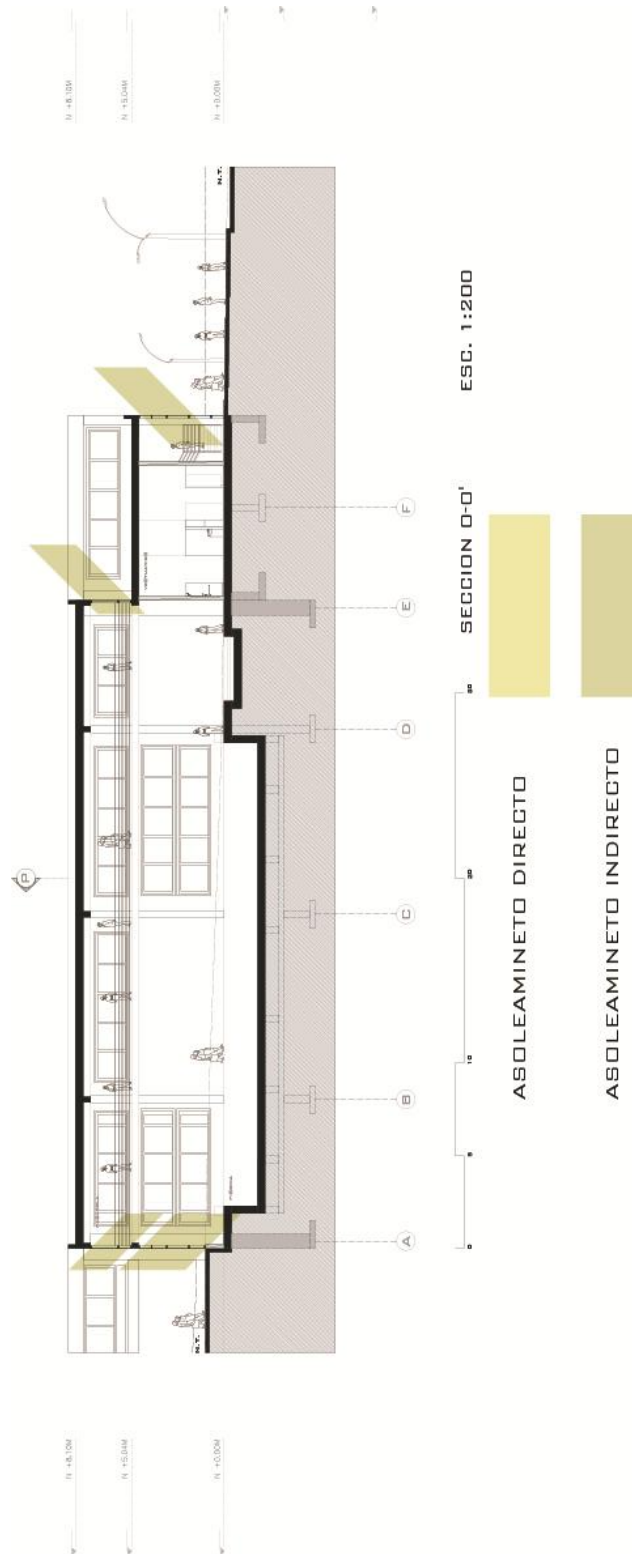 P
N +8.10M
N +8.10M
N +5.04M
N +5.04M
N.T.
N.T.
N +0.00M
N +0.00M
A
B
C
D
E
F
0
5
10
20
30
SECCION O-O'
ESC. 1:200
ASOLEAMINETO DIRECTO
ASOLEAMINETO INDIRECTO